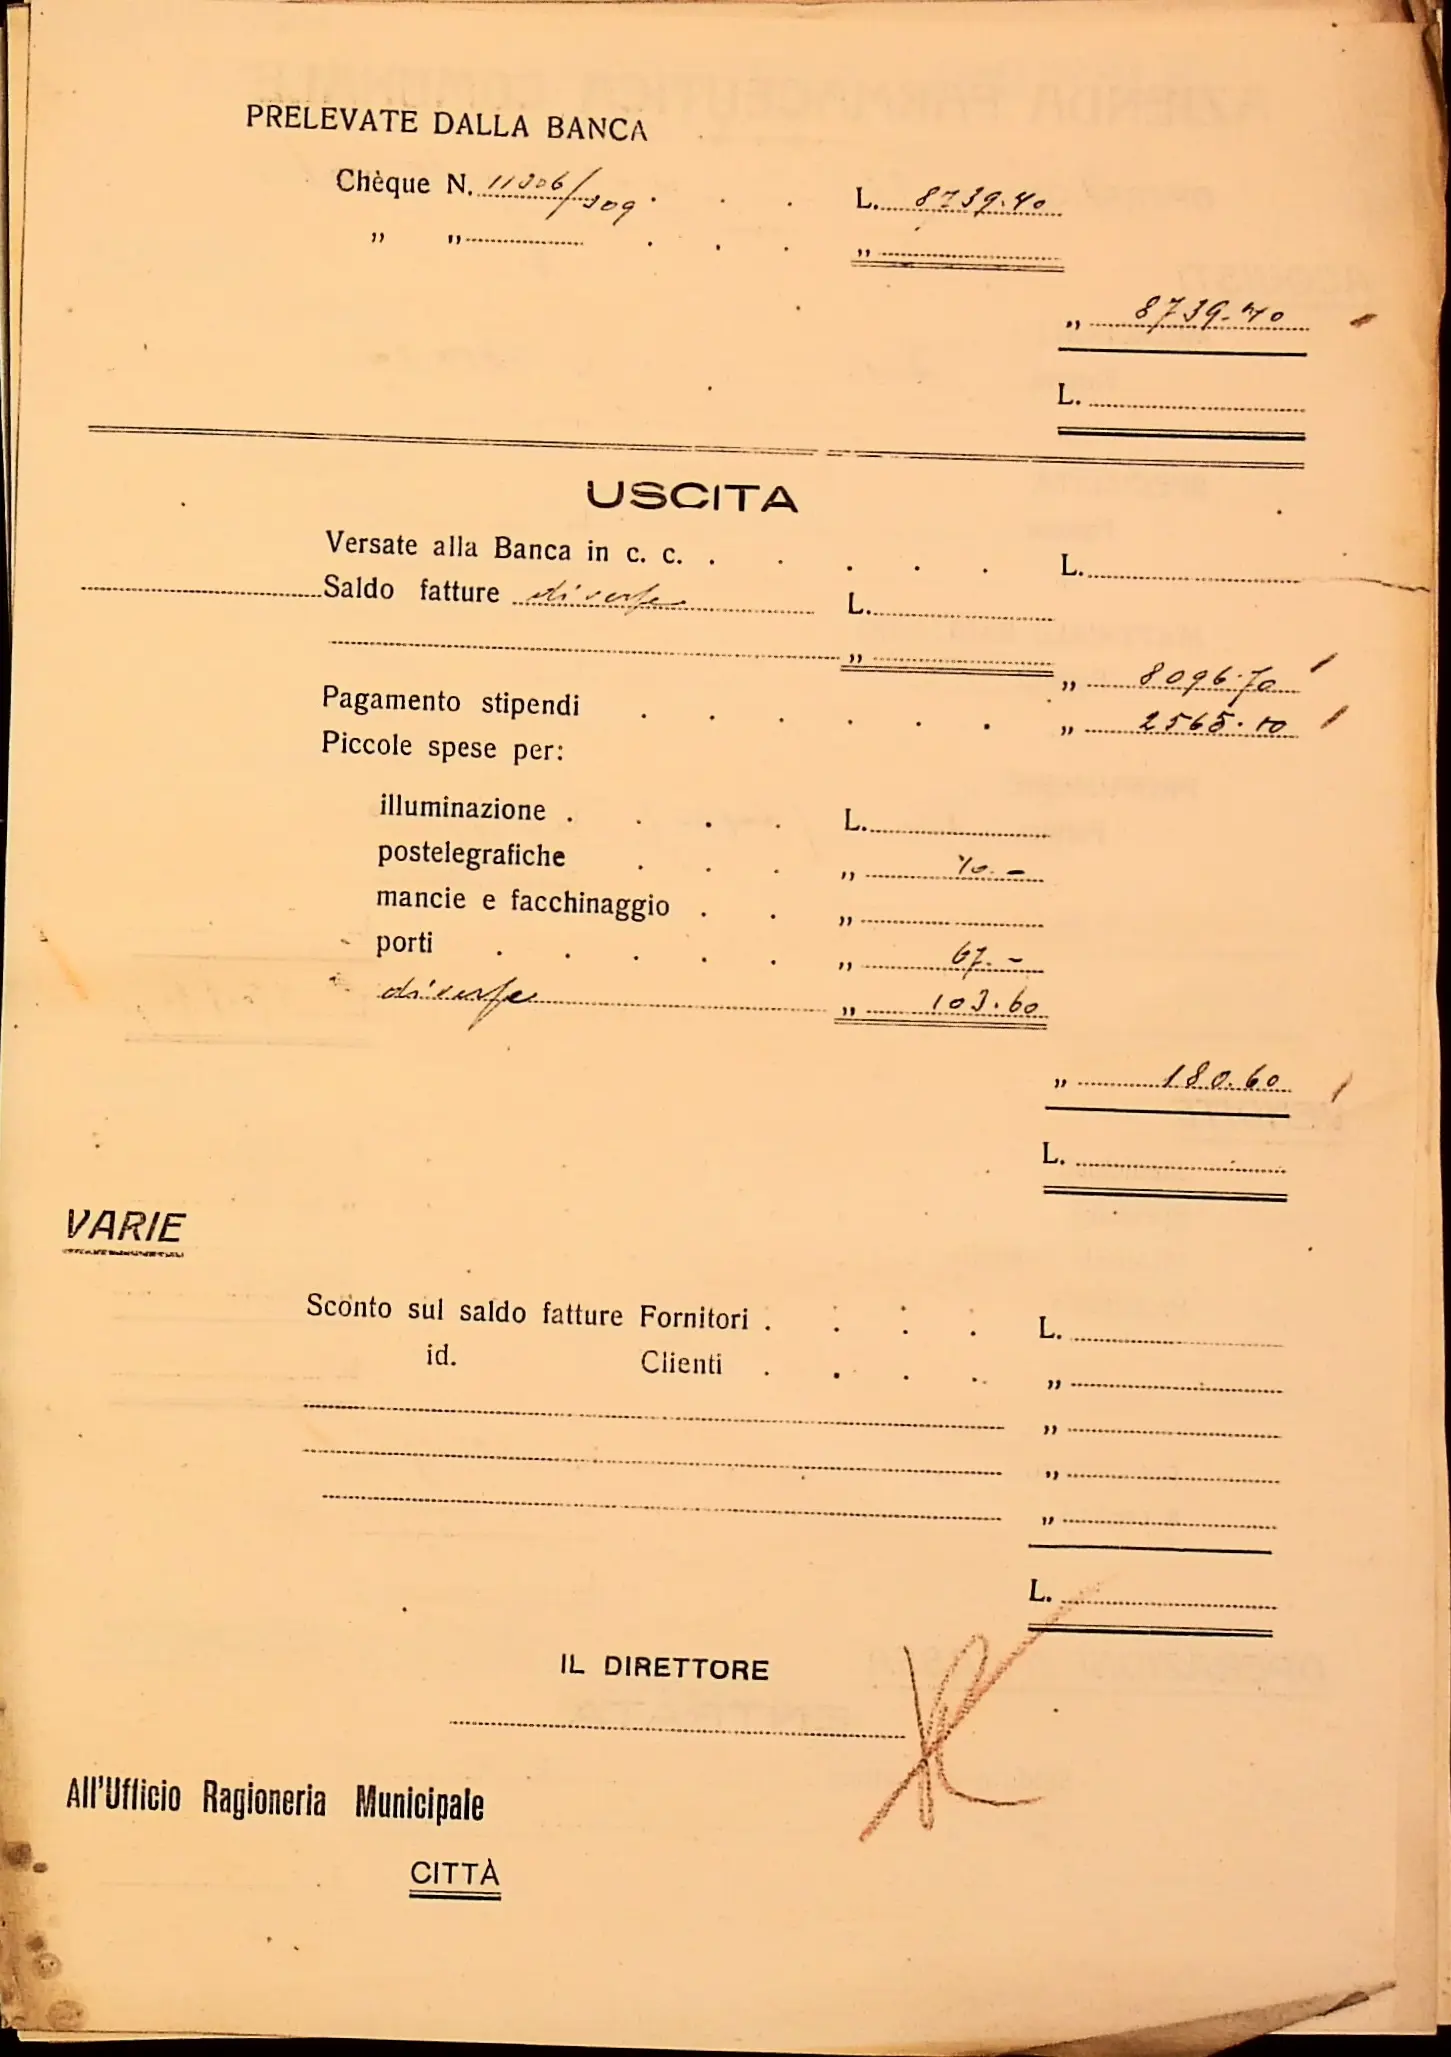 PRELEVATE DALLA BANCA
Chèque N. 11306/309 . . . L. 8739.40
„ „ . . . „
„ 8739.40
L.
USCITA
Versate alla Banca in c. c. . . . . . L.
Saldo fatture diverse L.
„
„ 8096.70
Pagamento stipendi . . . . . . „ 2565.10
Piccole spese per:
illuminazione . . . . L.
postelegrafiche . . . „ 10.-
mancie e facchinaggio . . „
porti . . . . . „ 67.-
diverse „ 103.60
„ 180.60
L.
VARIE
Sconto sul saldo fatture Fornitori . . . . L.
id. Clienti . . . . „
„
„
„
L.
IL DIRETTORE
All'Ufficio Ragioneria Municipale
CITTÀ